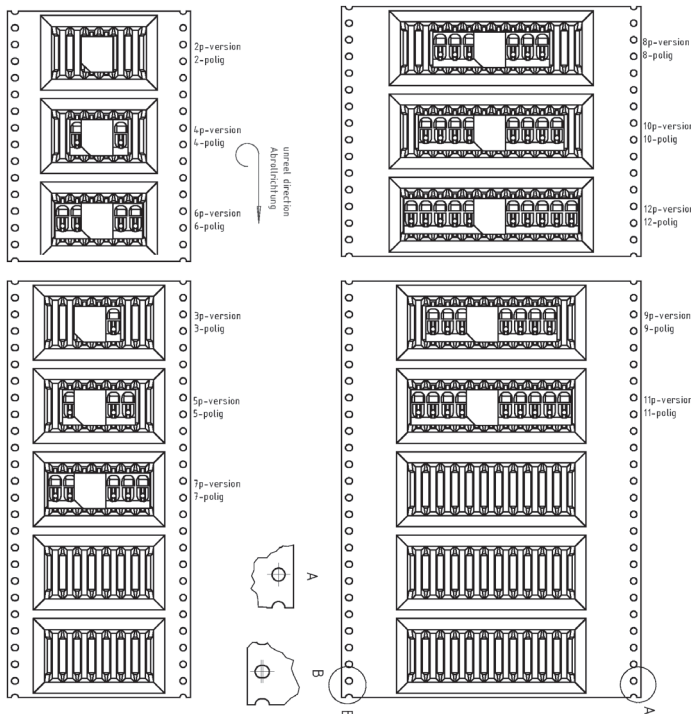 2p-version
2-polig
4p-version
4-polig
6p-version
6-polig
unreel direction
Abrollrichtung
8p-version
8-polig
10p-version
10-polig
12p-version
12-polig
3p-version
3-polig
5p-version
5-polig
7p-version
7-polig
9p-version
9-polig
11p-version
11-polig
A
B
B
A